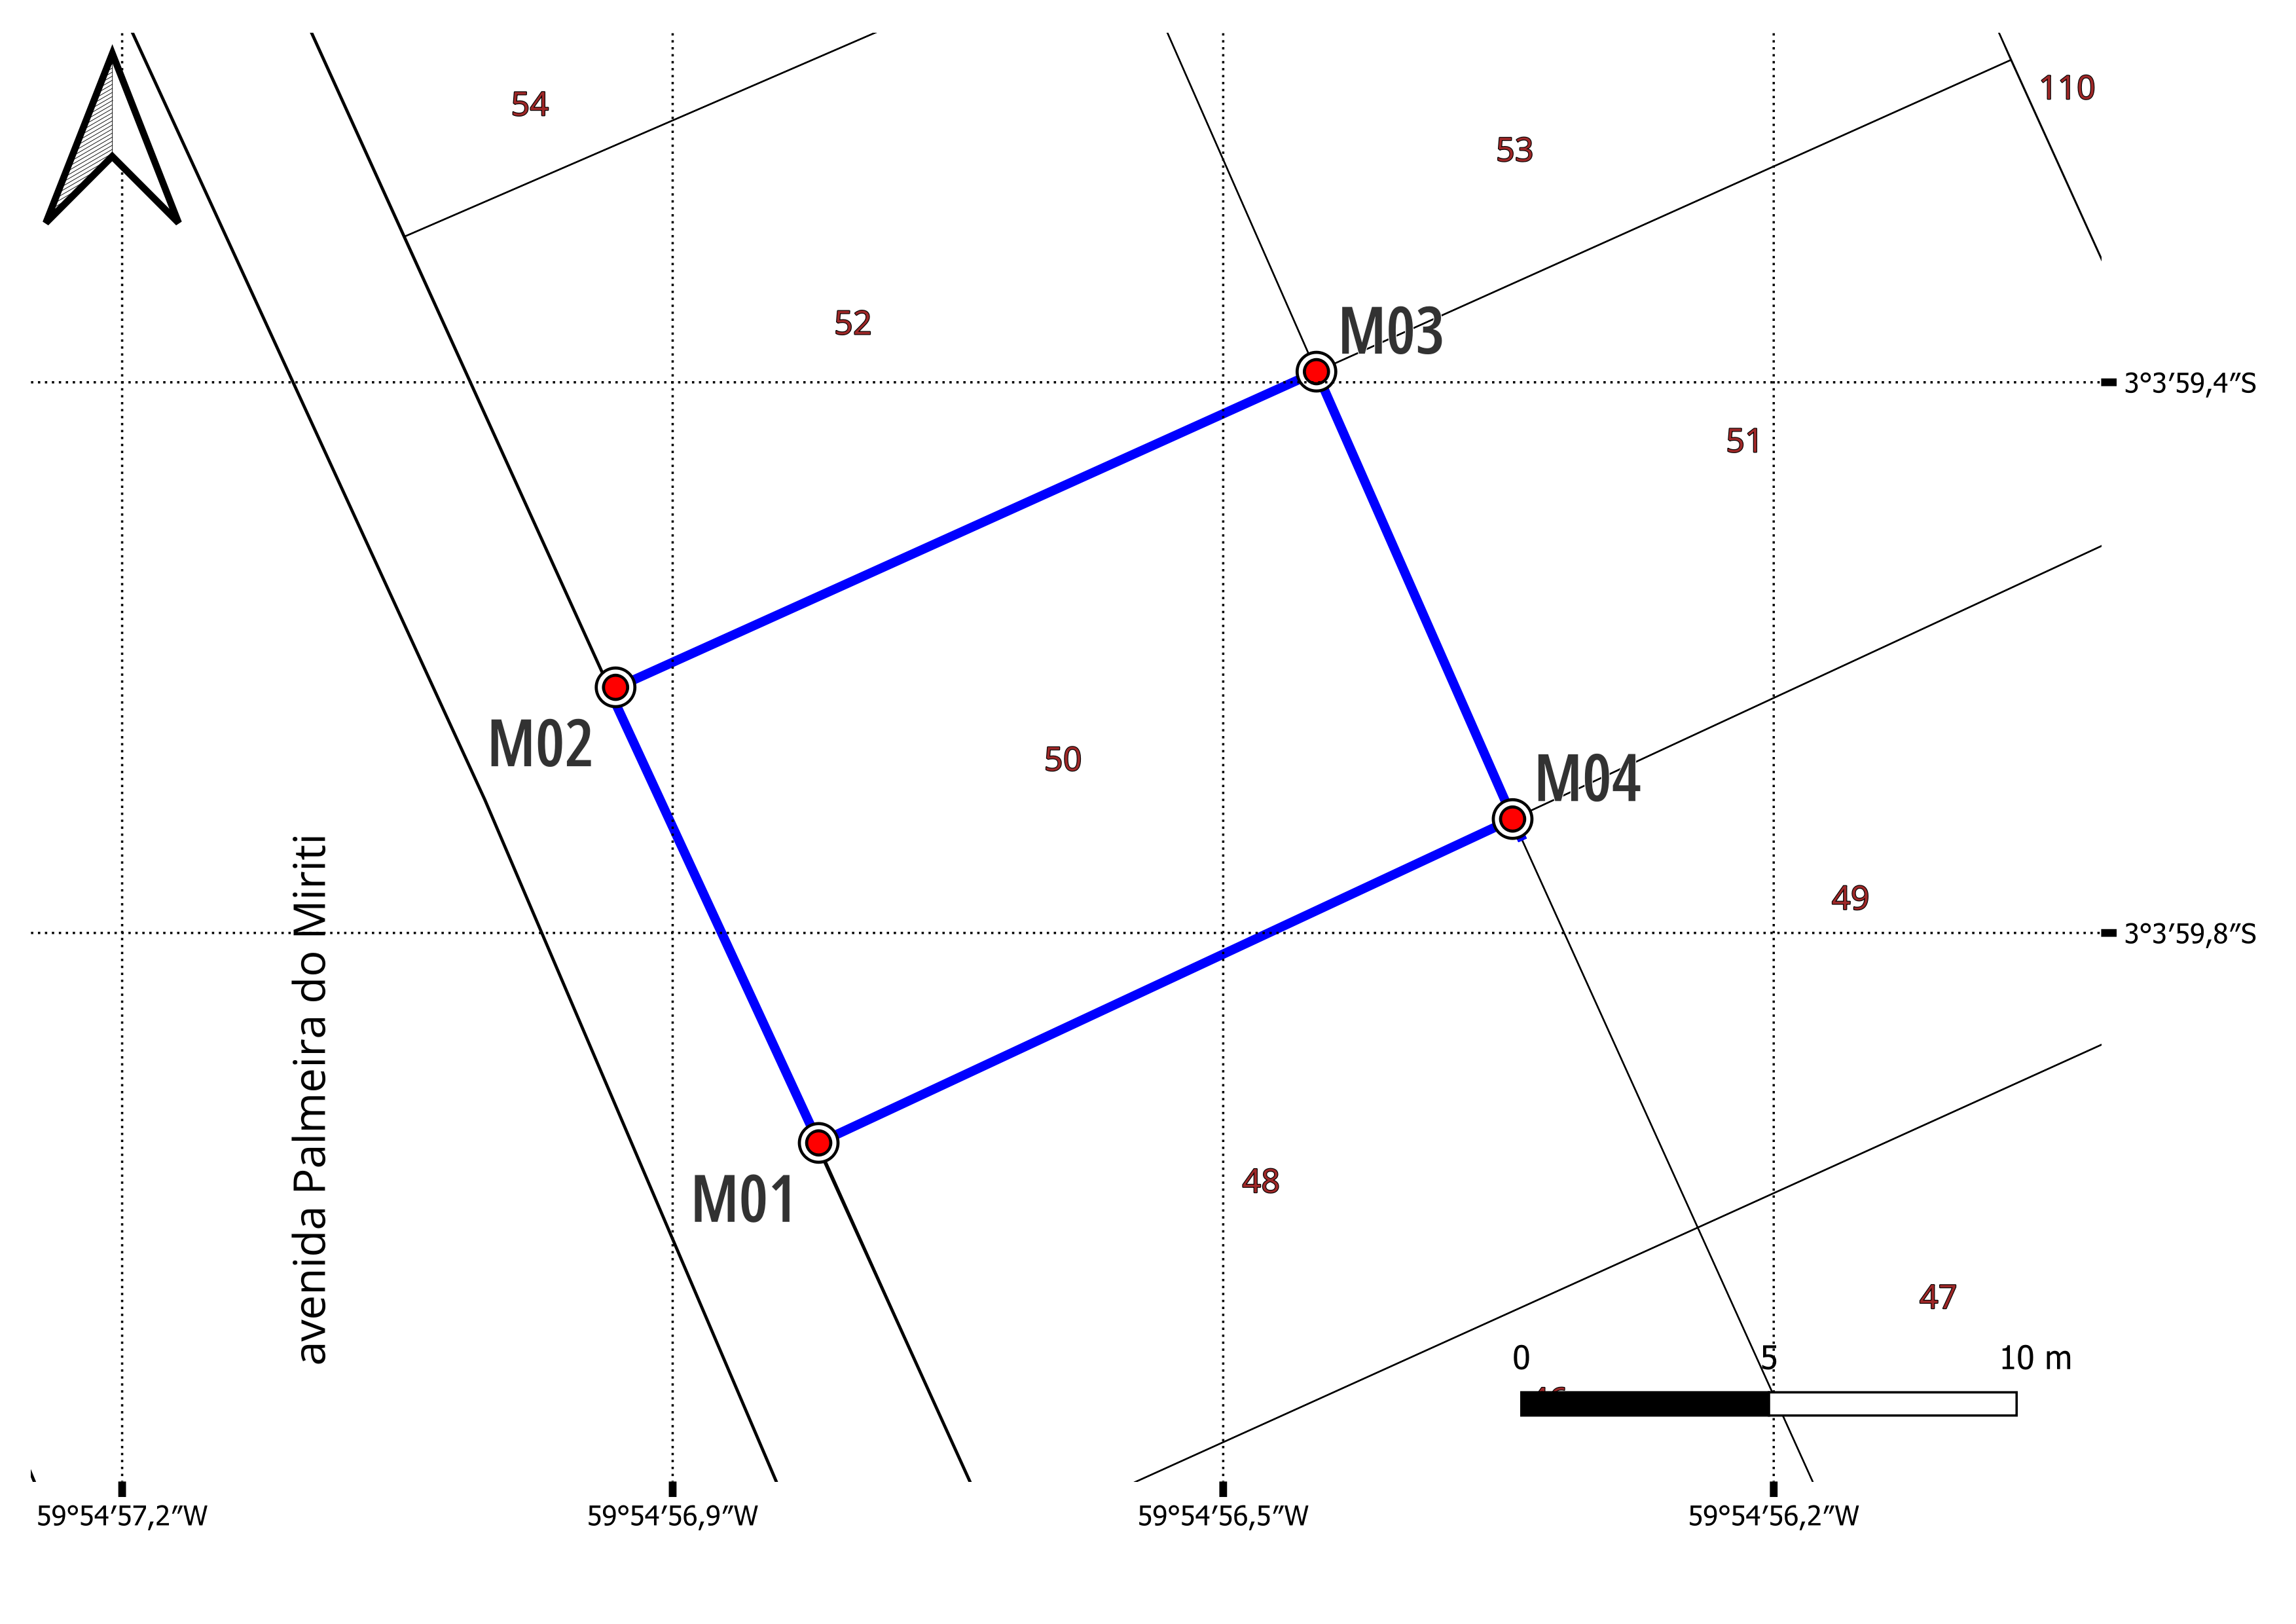 54
110
53
52
M03
3°3′59,4″S
51
M02
50
M04
49
3°3′59,8″S
avenida Palmeira do Miriti
M01
48
47
0 5 10 m
59°54′57,2″W 59°54′56,9″W 59°54′56,5″W 59°54′56,2″W